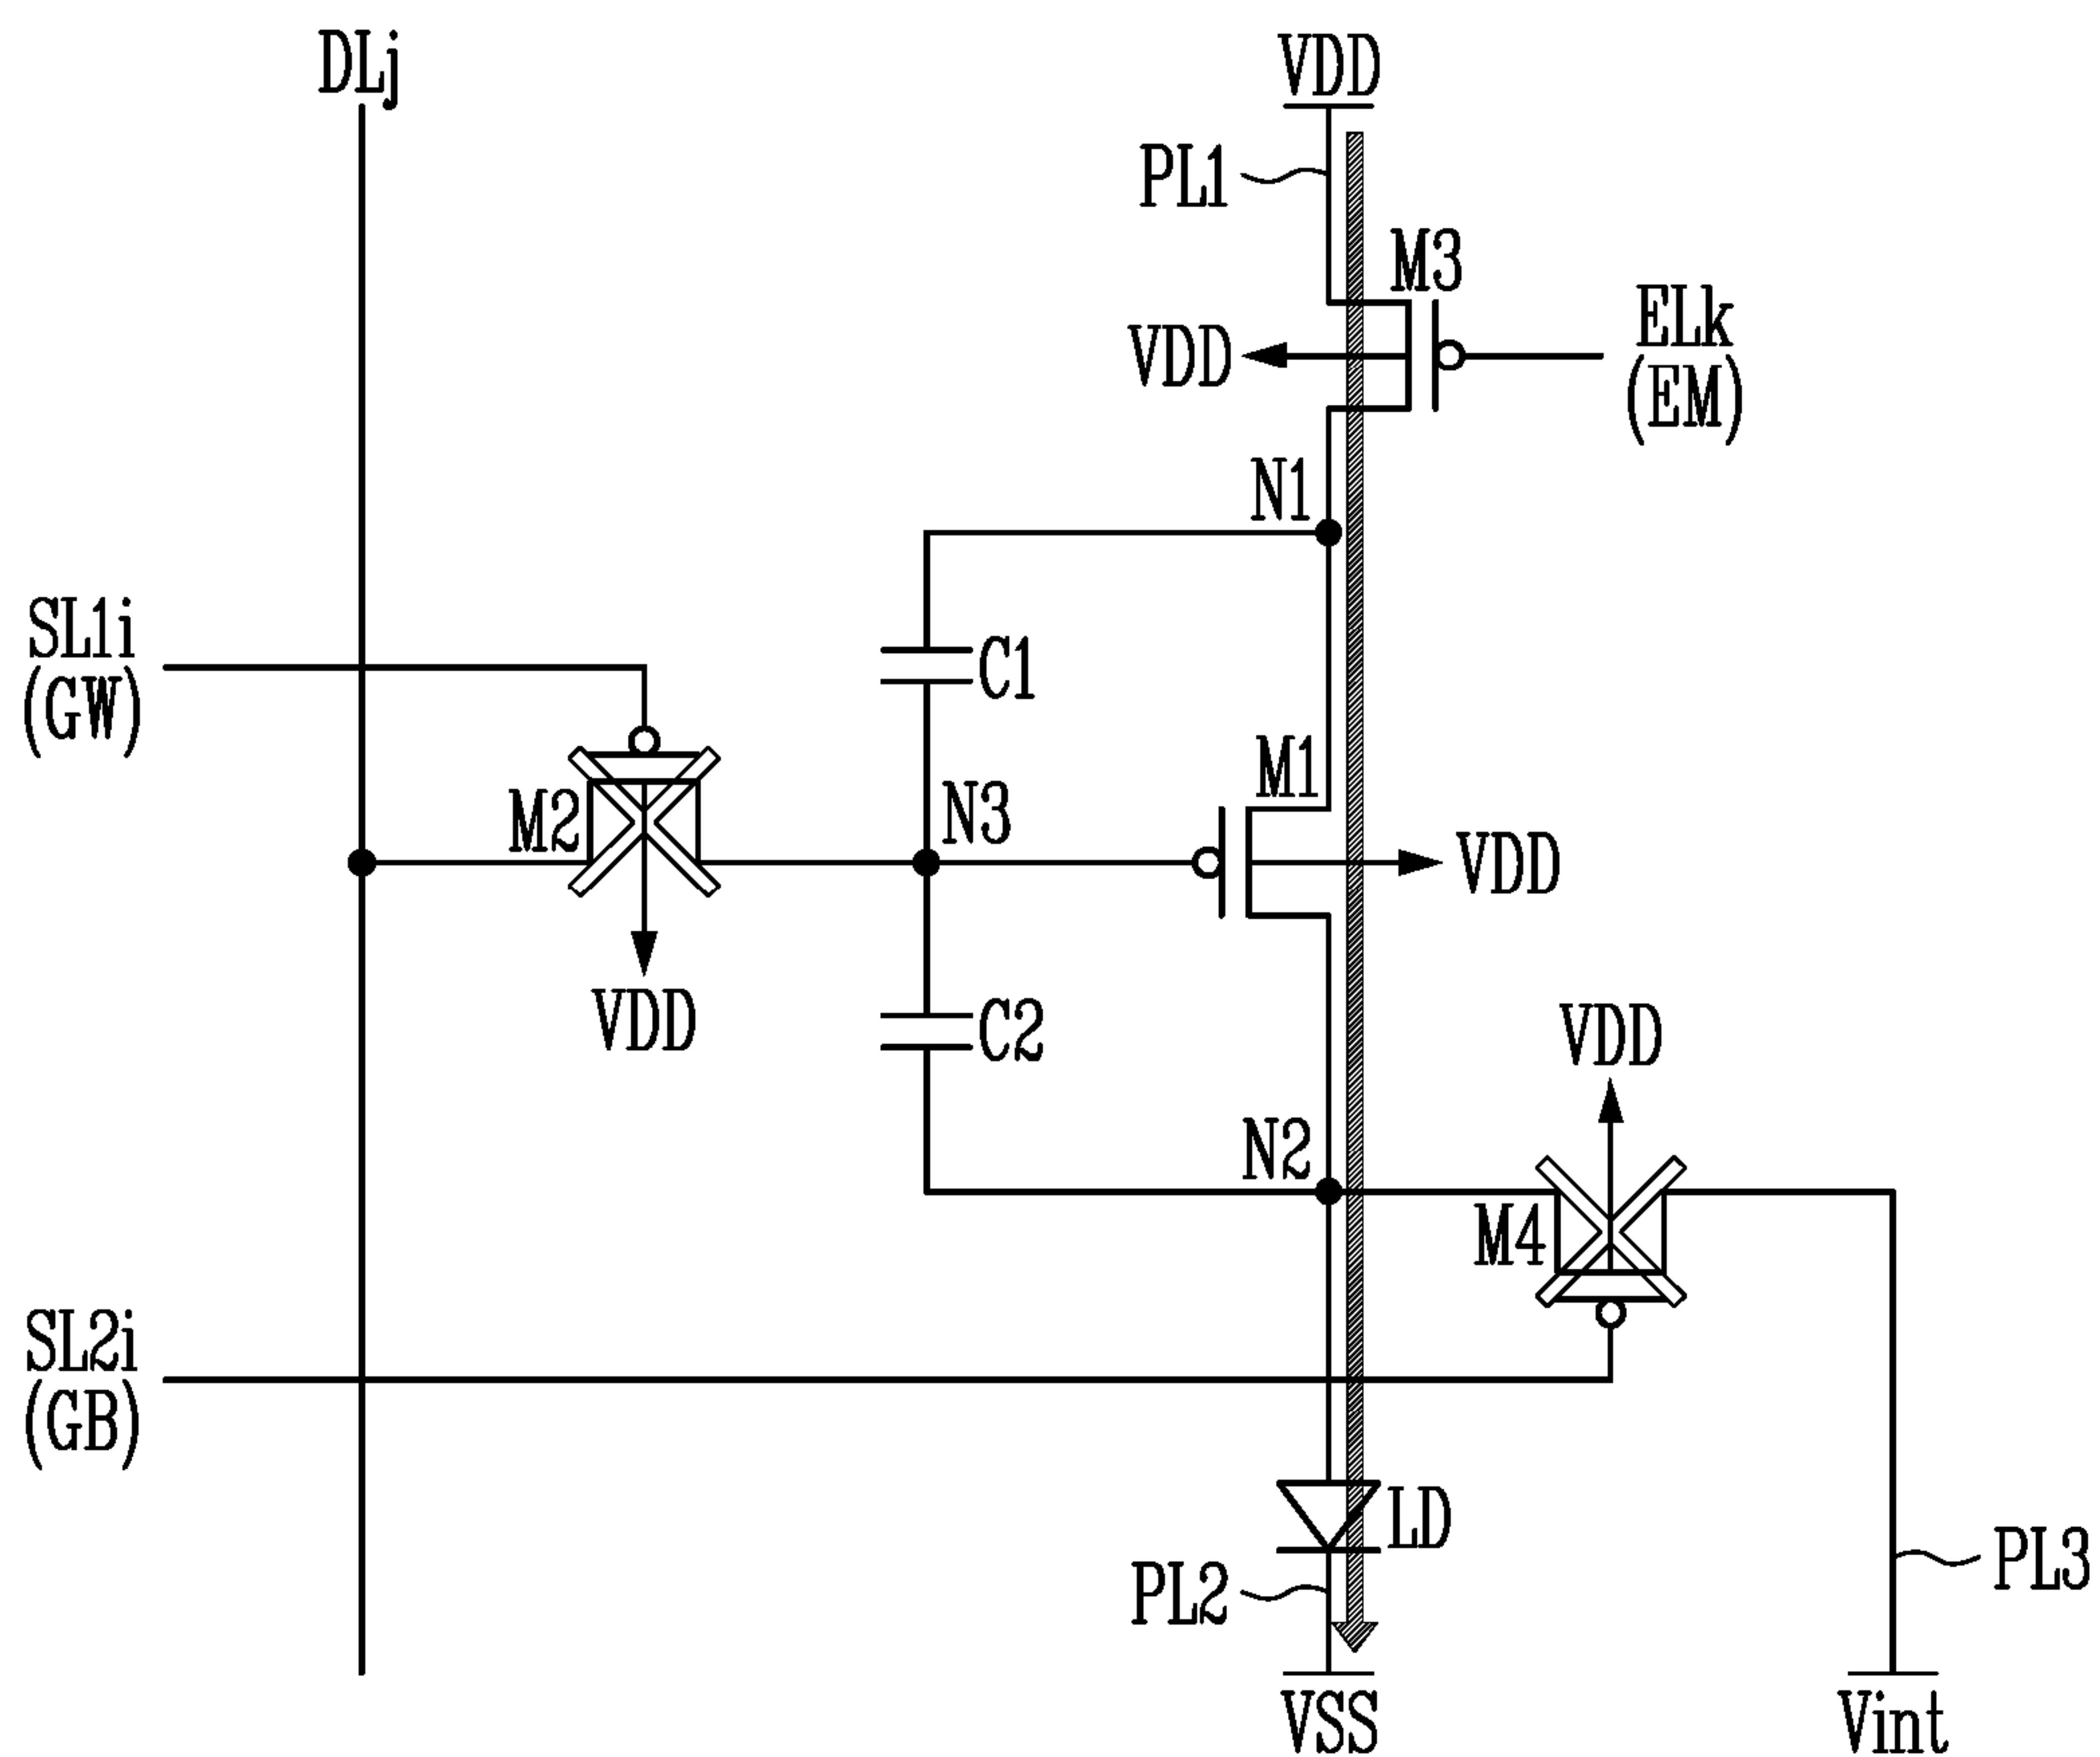 DLj
VDD
PL1
M3
VDD
ELk
(EM)
N1
SL1i
(GW)
C1
M1
M2
N3
VDD
VDD
C2
VDD
N2
M4
SL2i
(GB)
LD
PL2
PL3
VSS
Vint